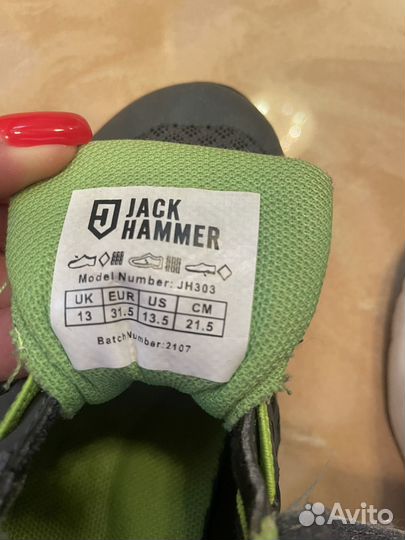 JACK
HAMMER
Model Number: JH303
UK EUR US CM
13 31.5 13.5 21.5
BatchNumber:2107
Avito